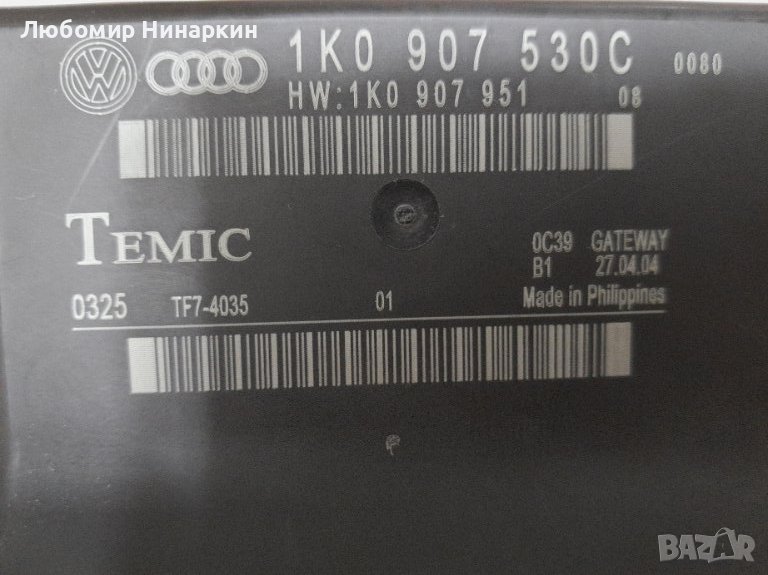 Любомир Нинаркин
1K0 907 530C 0080
HW:1K0 907 951 08
TEMIC
0C39 GATEWAY
B1 27.04.04
0325 TF7-4035 01 Made in Philippines
BAZAR